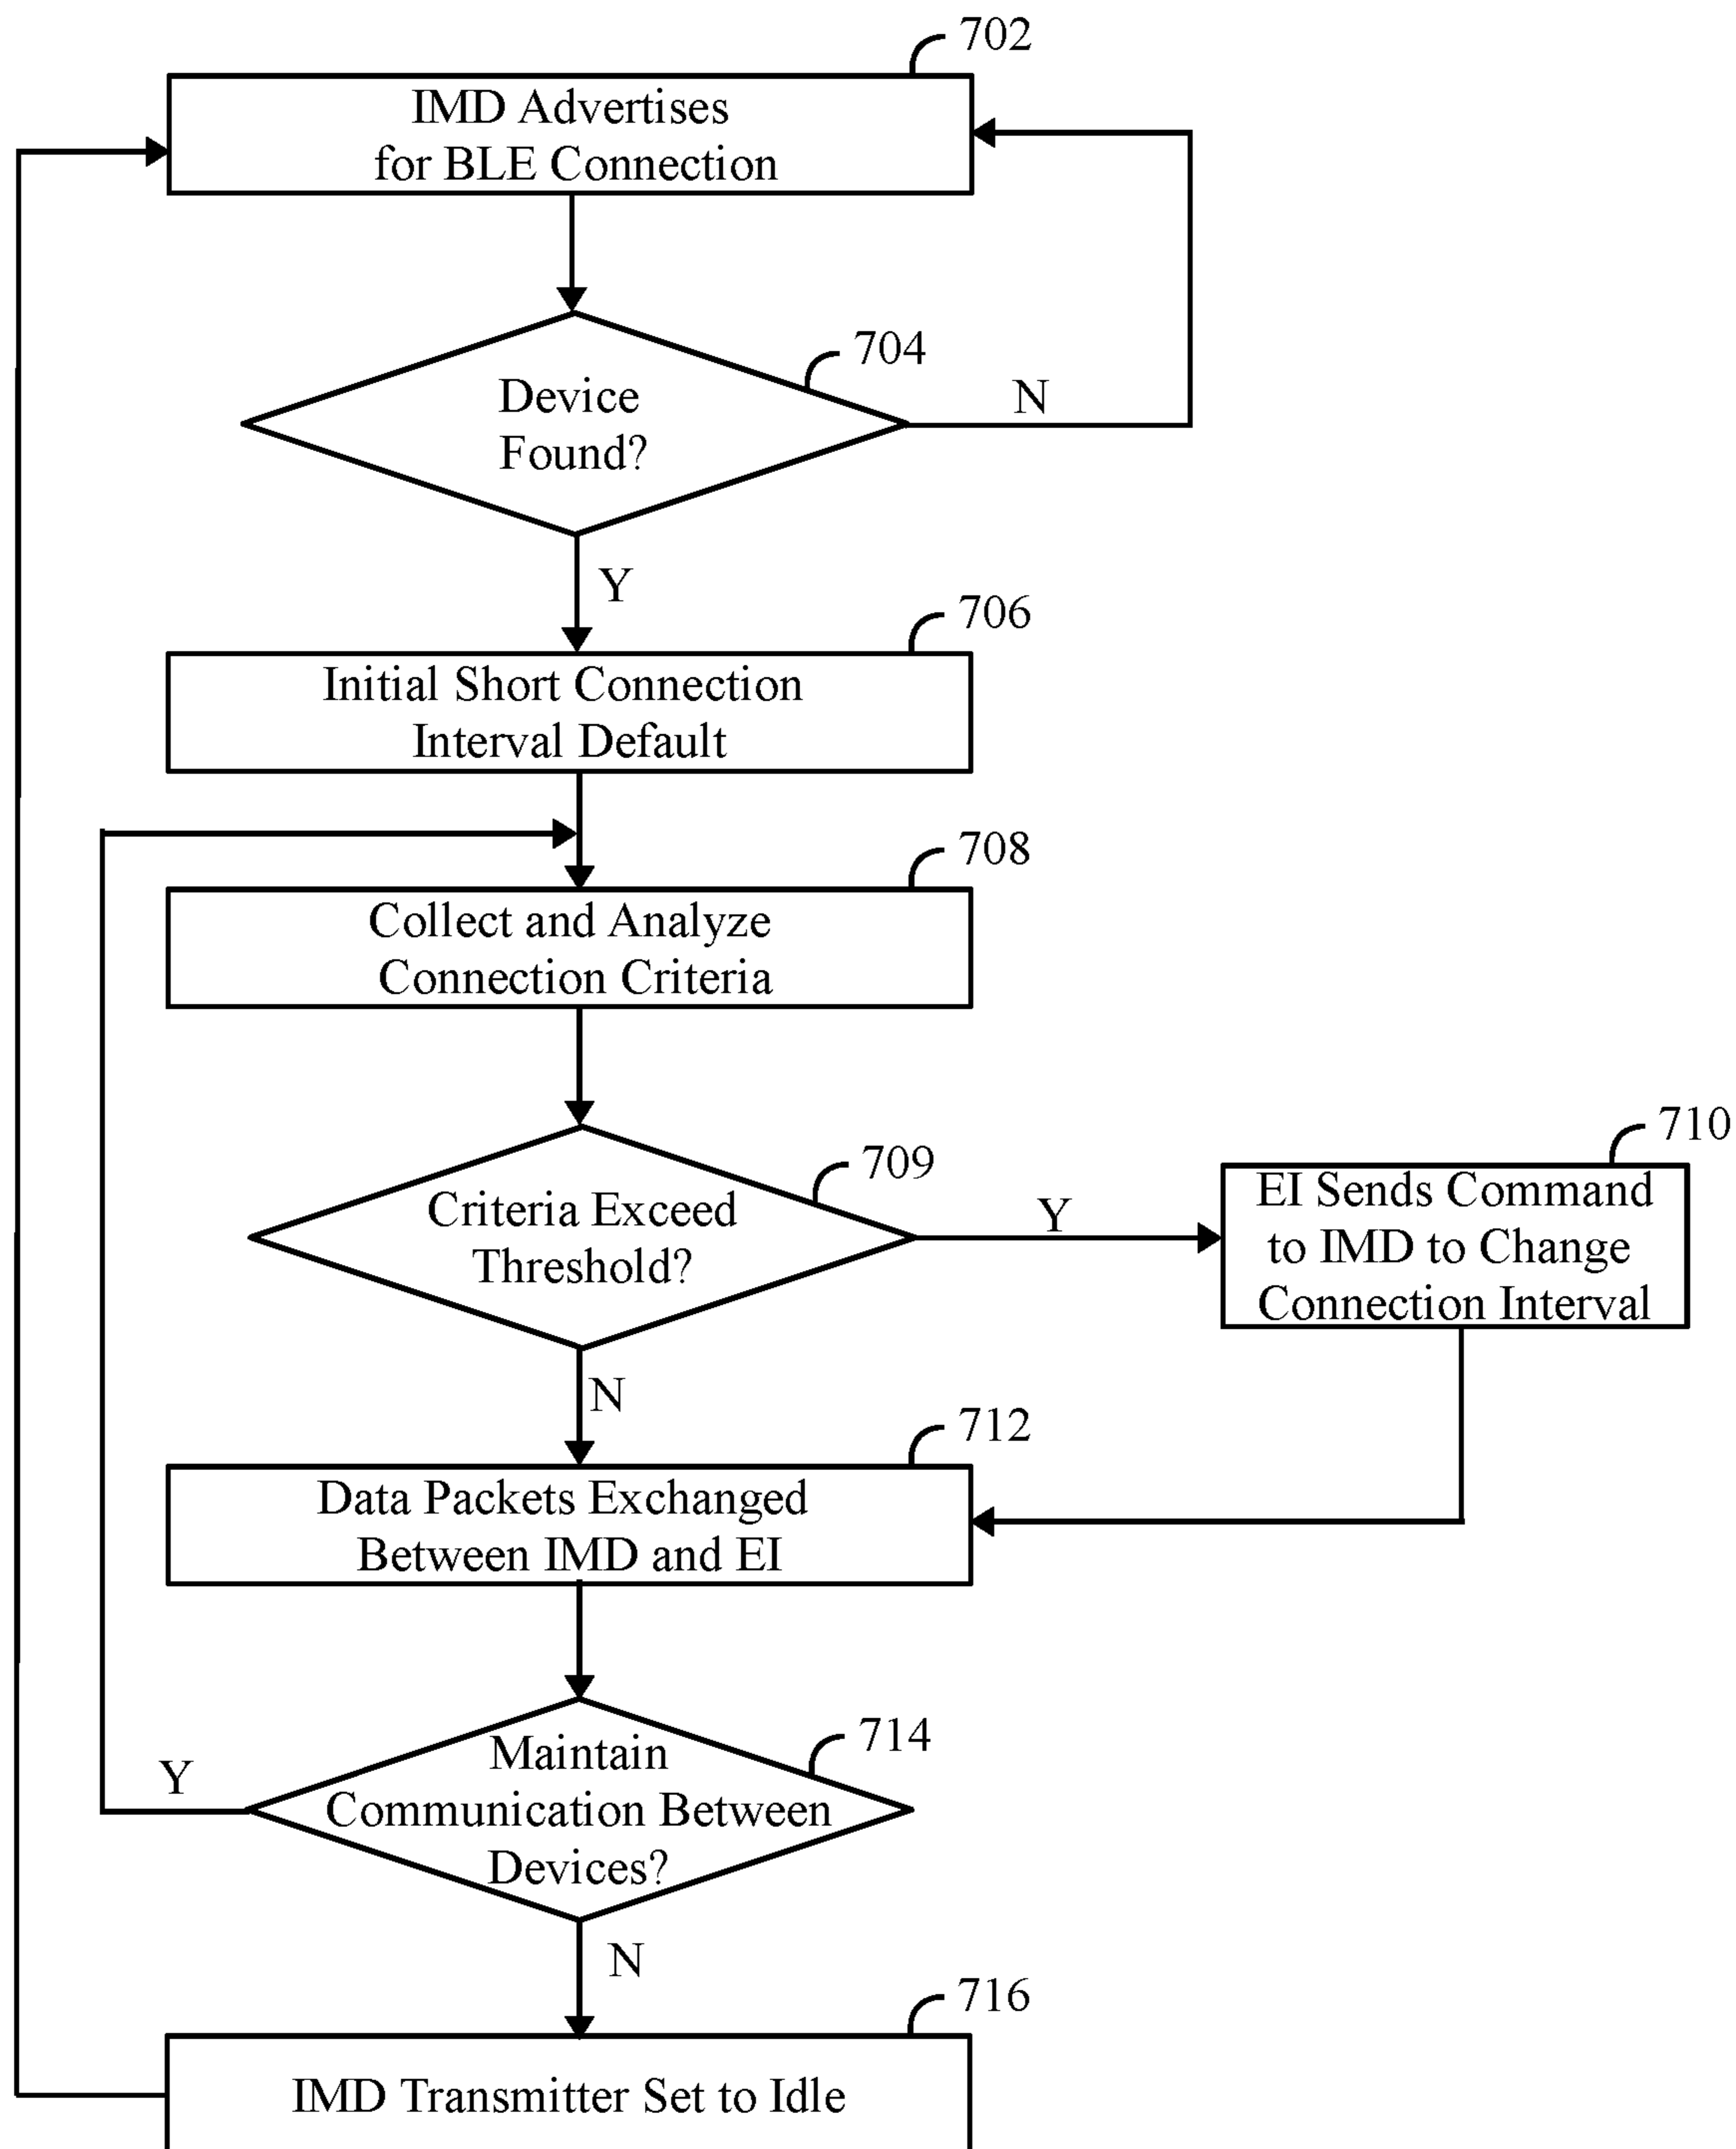 702
IMD Advertises
for BLE Connection
704
Device
Found?
N
Y
706
Initial Short Connection
Interval Default
708
Collect and Analyze
Connection Criteria
709
Criteria Exceed
Threshold?
Y
710
EI Sends Command
to IMD to Change
Connection Interval
N
712
Data Packets Exchanged
Between IMD and EI
714
Maintain
Communication Between
Devices?
Y
N
716
IMD Transmitter Set to Idle